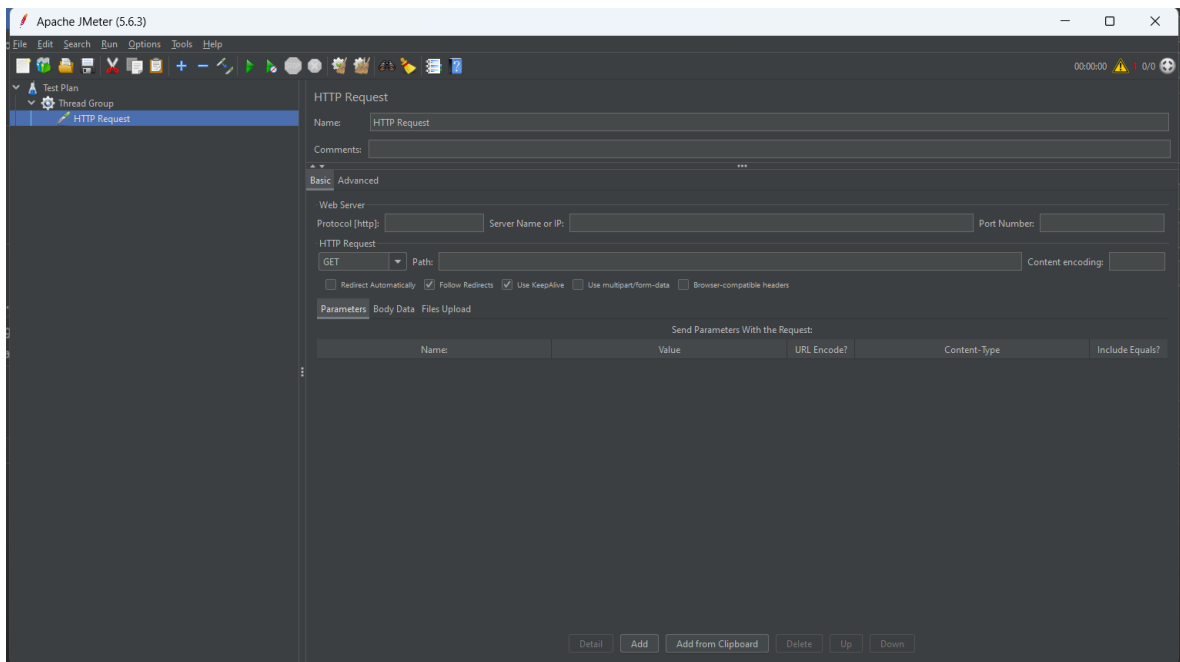 Apache JMeter (5.6.3)
File Edit Search Run Options Tools Help
00:00:00 1 0/0
Test Plan
Thread Group
HTTP Request
HTTP Request
Name: HTTP Request
Comments:
Basic Advanced
Web Server
Protocol [http]: Server Name or IP: Port Number:
HTTP Request
GET Path: Content encoding:
Redirect Automatically Follow Redirects Use KeepAlive Use multipart/form-data Browser-compatible headers
Parameters Body Data Files Upload
Send Parameters With the Request:
Name: Value URL Encode? Content-Type Include Equals?
Detail Add Add from Clipboard Delete Up Down